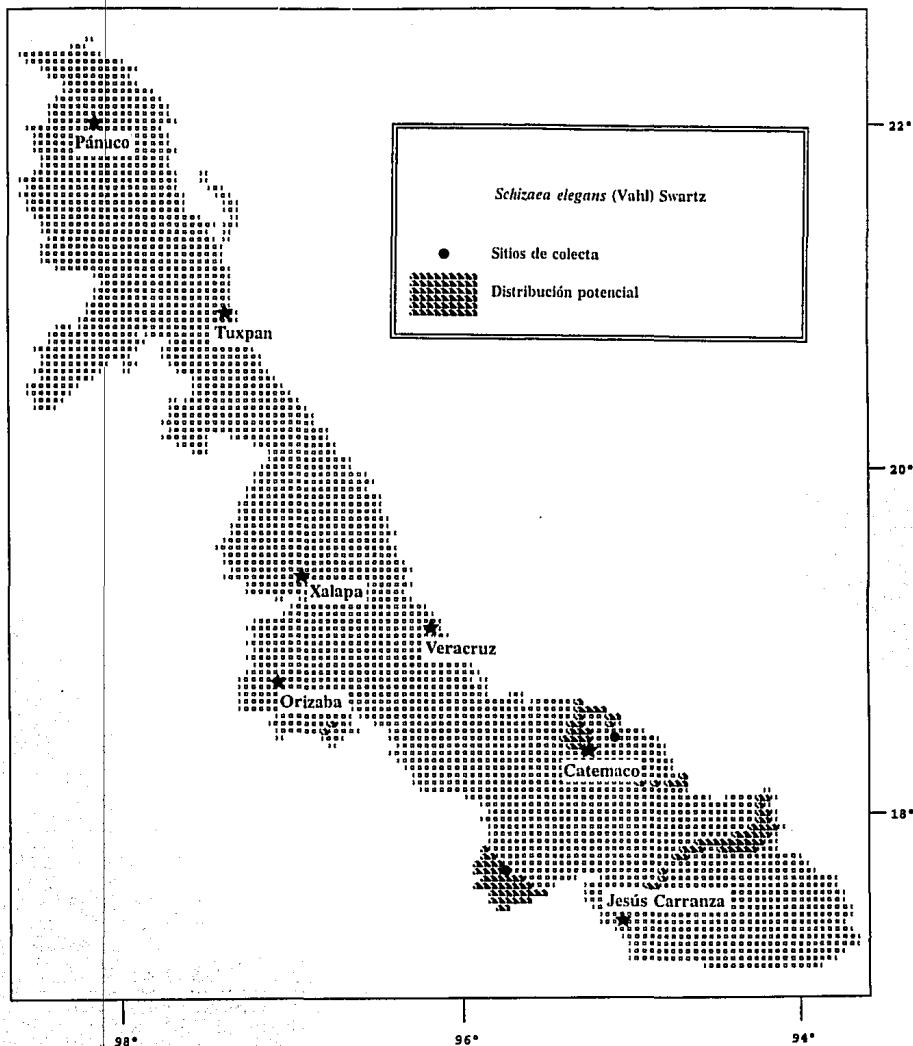 Pánuco
22°
Schizaea elegans (Vahl) Swartz
Sitios de colecta
Distribución potencial
Tuxpan
20°
Xalapa
Veracruz
Orizaba
Catemaco
18°
Jesús Carranza
98°
96°
94°